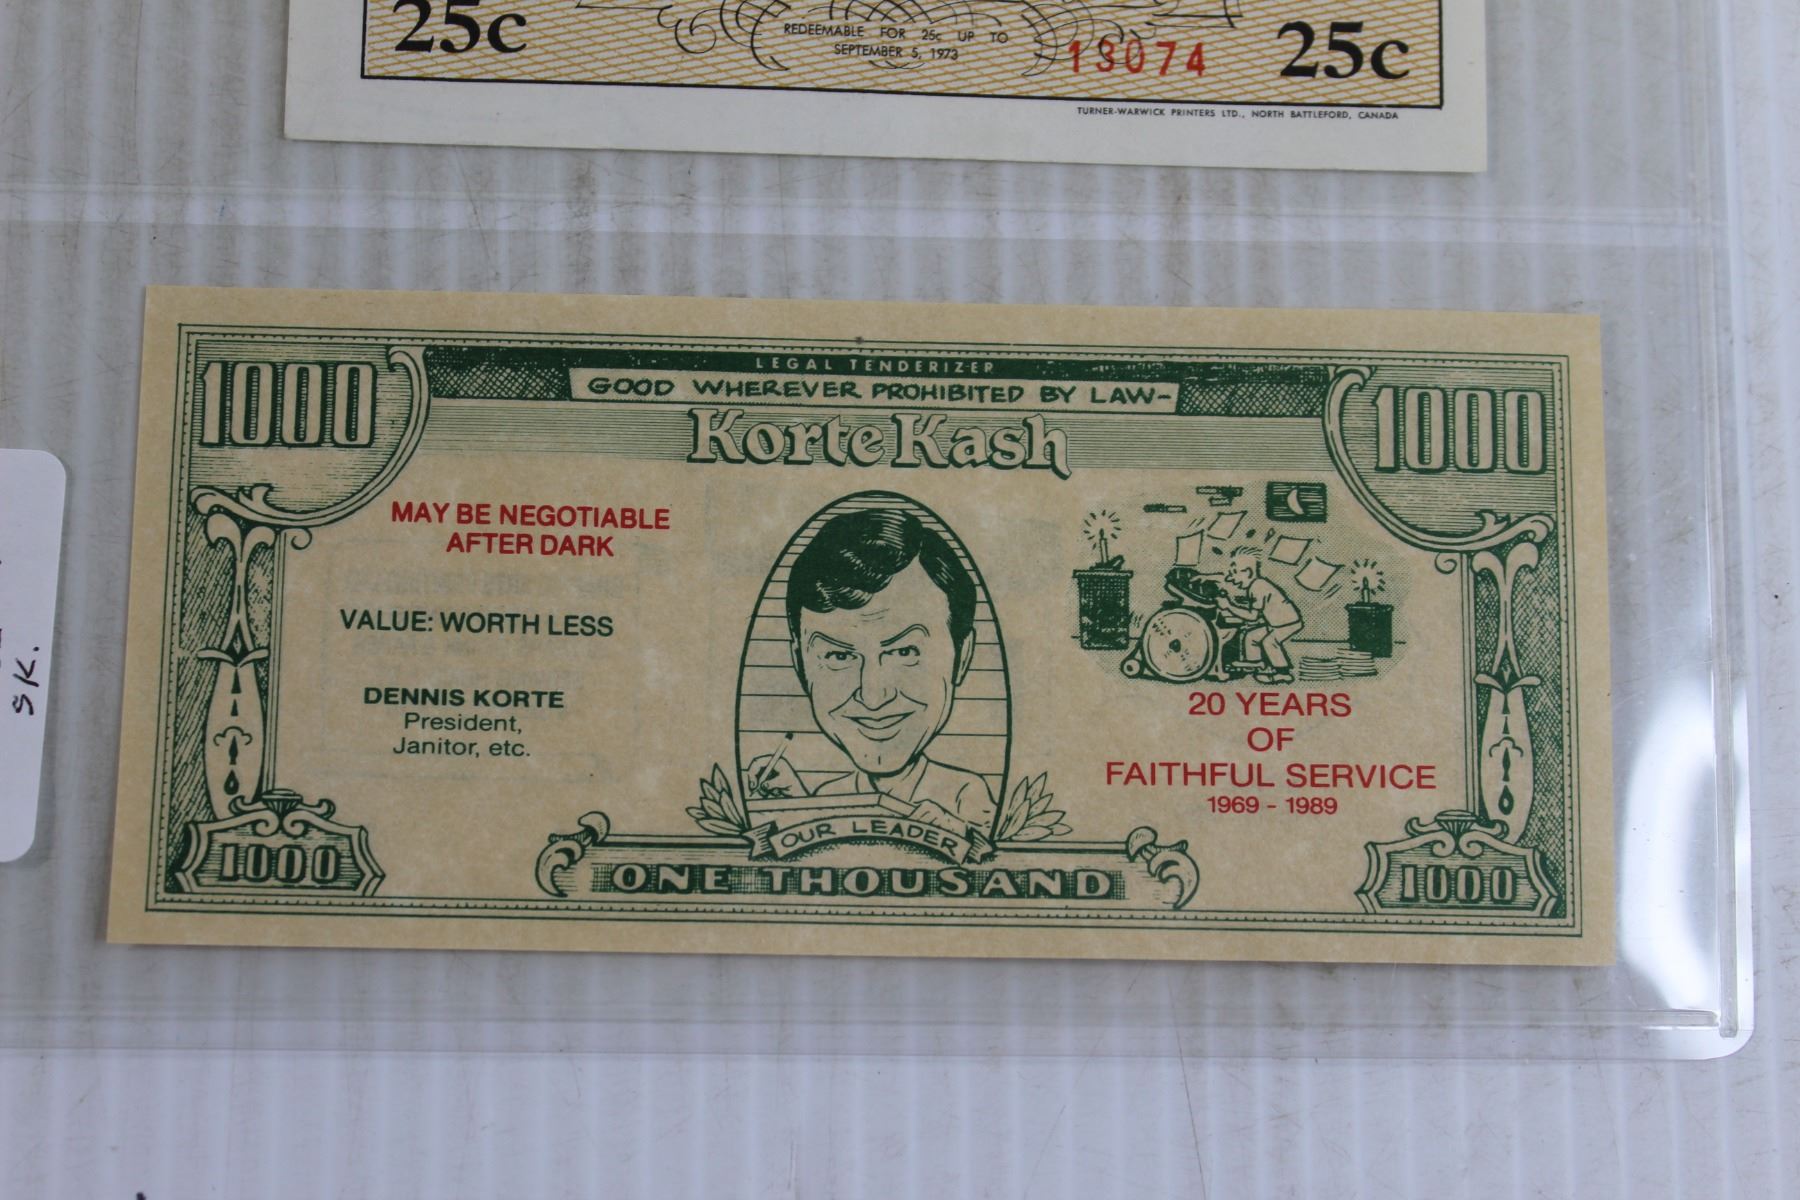 25c
REDEEMABLE FOR 25c UP TO
SEPTEMBER 5, 1973
13074
25c
TURNER-WARWICK PRINTERS LTD., NORTH BATTLEFORD, CANADA
SK.
LEGAL TENDERIZER
GOOD WHEREVER PROHIBITED BY LAW-
1000
Korte Kash
1000
MAY BE NEGOTIABLE
AFTER DARK
VALUE: WORTH LESS
DENNIS KORTE
President,
Janitor, etc.
20 YEARS
OF
FAITHFUL SERVICE
1969 - 1989
OUR LEADER
1000
ONE THOUSAND
1000